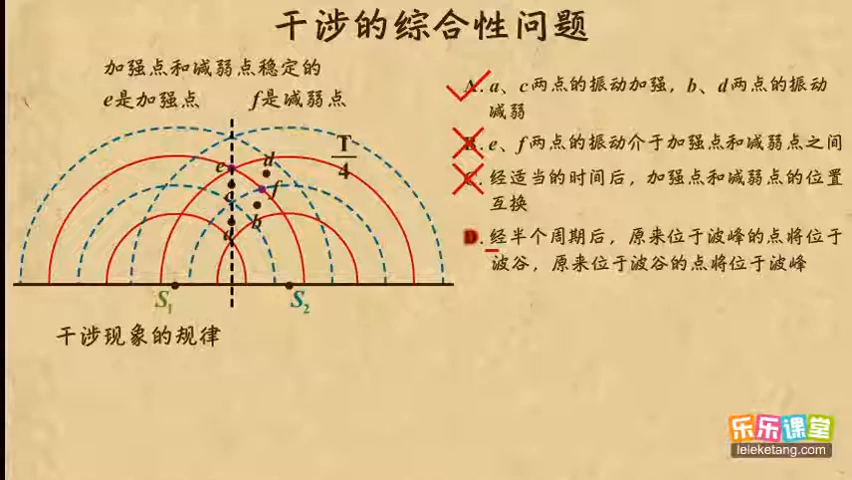 干涉的综合性问题
加强点和减弱点稳定的
e是加强点 f是减弱点
A. a、c两点的振动加强，b、d两点的振动
减弱
B. e、f两点的振动介于加强点和减弱点之间
C. 经适当的时间后，加强点和减弱点的位置
互换
D. 经半个周期后，原来位于波峰的点将位于
波谷，原来位于波谷的点将位于波峰
T
4
e
d
f
b
S1
S2
干涉现象的规律
乐乐课堂
leleketang.com